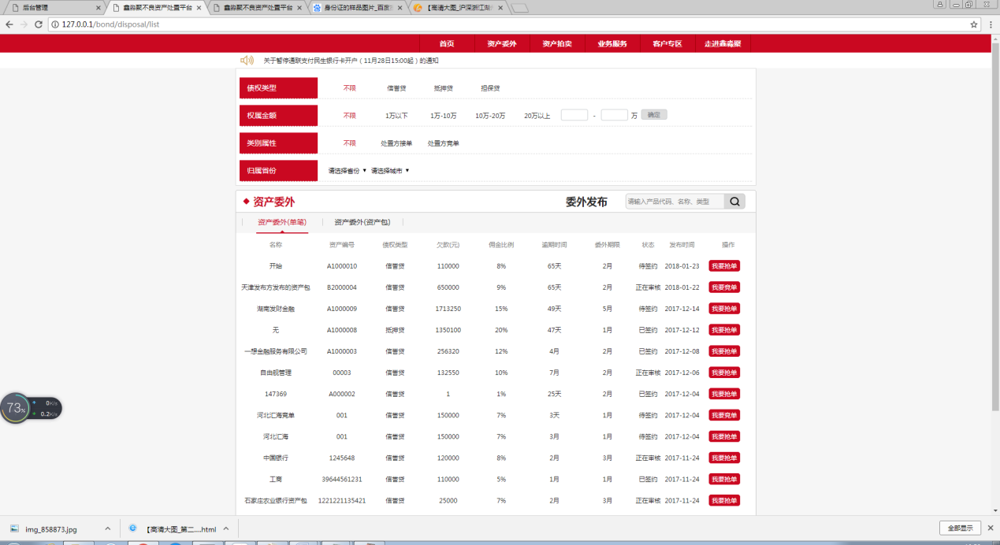 后台管理 鑫淼聚不良资产处置平台 鑫淼聚不良资产处置平台 身份证的样品图片_百度 【高清大图_沪深浙江
127.0.0.1/bond/disposal/list
首页 资产委外 资产拍卖 业务服务 客户专区 走进鑫淼聚
关于暂停通联支付民生银行卡开户（11月28日15:00起）的通知
债权类型 不限 信誉贷 抵押贷 担保贷
权属金额 不限 1万以下 1万-10万 10万-20万 20万以上 - 万 确定
类别属性 不限 处置方接单 处置方竞单
归属省份 请选择省份 ▼ 请选择城市 ▼
资产委外 委外发布 请输入产品代码、名称、类型
资产委外(单笔) 资产委外(资产包)
名称 资产编号 债权类型 欠款(元) 佣金比例 逾期时间 委外期限 状态 发布时间 操作
开始 A1000010 信誉贷 110000 8% 65天 2月 待签约 2018-01-23 我要抢单
天津发布方发布的资产包 B2000004 信誉贷 650000 9% 65天 2月 正在审核 2018-01-22 我要竞单
湖南发财金融 A1000009 信誉贷 1713250 15% 49天 5月 待签约 2017-12-14 我要抢单
无 A1000008 抵押贷 1350100 20% 47天 1月 已签约 2017-12-12 我要抢单
一想金融服务有限公司 A1000003 信誉贷 256320 12% 4月 2月 已签约 2017-12-08 我要抢单
自由舰管理 00003 信誉贷 132550 10% 7月 2月 正在审核 2017-12-06 我要抢单
147369 A000002 信誉贷 1 1% 25天 2月 已签约 2017-12-04 我要抢单
河北汇海竞单 001 信誉贷 150000 7% 3天 1月 待签约 2017-12-04 我要竞单
河北汇海 001 信誉贷 150000 7% 3月 1月 待签约 2017-12-04 我要抢单
中国银行 1245648 信誉贷 120000 8% 2月 3月 正在审核 2017-11-24 我要抢单
工商 39644561231 信誉贷 110000 5% 1月 1月 已签约 2017-11-24 我要抢单
石家庄农业银行资产包 1221221135421 信誉贷 25000 7% 2月 3月 正在审核 2017-11-24 我要抢单
73% 0K/s
0.2K/s
img_858873.jpg 【高清大图_第二....html 全部显示